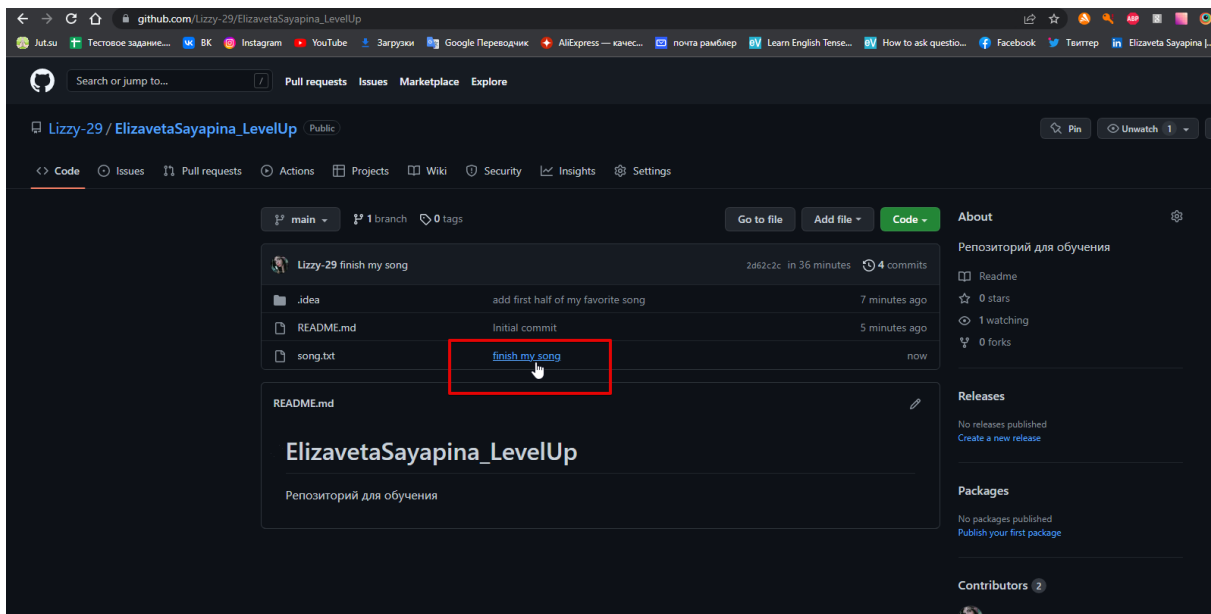 github.com/Lizzy-29/ElizavetaSayapina_LevelUp
Jut.su Тестовое задание.... ВК Instagram YouTube Загрузки Google Переводчик AliExpress — качес... почта рамблер Learn English Tense... How to ask questio... Facebook Твиттер Elizaveta Sayapina |...
Search or jump to... / Pull requests Issues Marketplace Explore
Lizzy-29 / ElizavetaSayapina_LevelUp Public Pin Unwatch 1
<> Code Issues Pull requests Actions Projects Wiki Security Insights Settings
main 1 branch 0 tags Go to file Add file Code
Lizzy-29 finish my song 2d62c2c in 36 minutes 4 commits
.idea add first half of my favorite song 7 minutes ago
README.md Initial commit 5 minutes ago
song.txt finish my song now
README.md
ElizavetaSayapina_LevelUp
Репозиторий для обучения
About
Репозиторий для обучения
Readme
0 stars
1 watching
0 forks
Releases
No releases published
Create a new release
Packages
No packages published
Publish your first package
Contributors 2